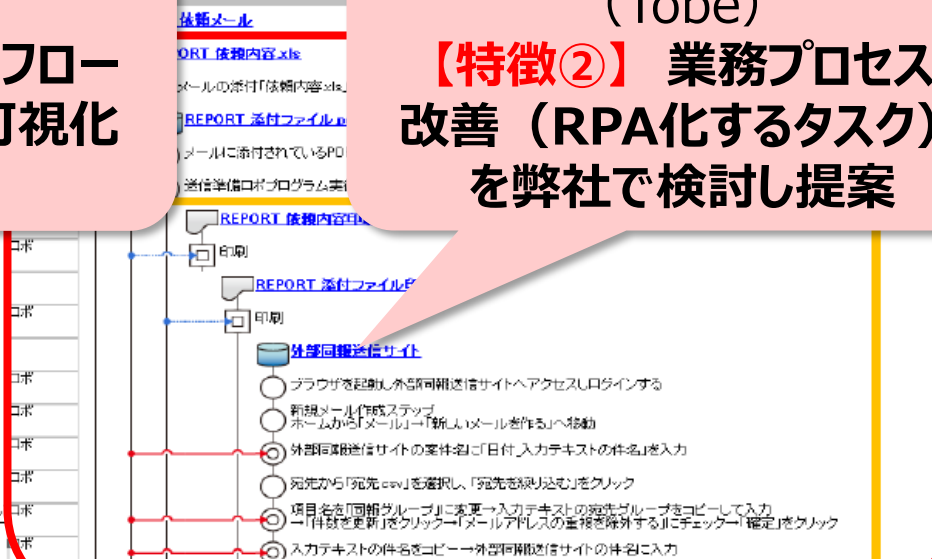 依頼メール
（Tobe）
フロー
可視化
【特徴②】 業務プロセス
改善（RPA化するタスク）
を弊社で検討し提案
ORT 依頼内容.xls
メールの添付「依頼内容.xls」
REPORT 添付ファイル.p
メールに添付されているPD
送信準備ロボプログラム実
REPORT 依頼内容印
印刷
ロボ
REPORT 添付ファイル
印刷
ロボ
外部同報送信サイト
ブラウザを起動し外部同報送信サイトへアクセスしログインする
ロボ
新規メール作成ステップ
ホームから「メール」→「新しいメールを作る」へ移動
ロボ
外部同報送信サイトの案件名に「日付_入力テキストの件名」を入力
ロボ
宛先から「宛先csv」を選択し、「宛先を絞り込む」をクリック
ロボ
項目名を「同報グループ」に変更→入力テキストの宛先グループをコピーして入力
→「件数を更新」をクリック→「メールアドレスの重複を除外する」にチェック→「確定」をクリック
ロボ
入力テキストの件名をコピー→外部同報送信サイトの件名に入力
ロボ